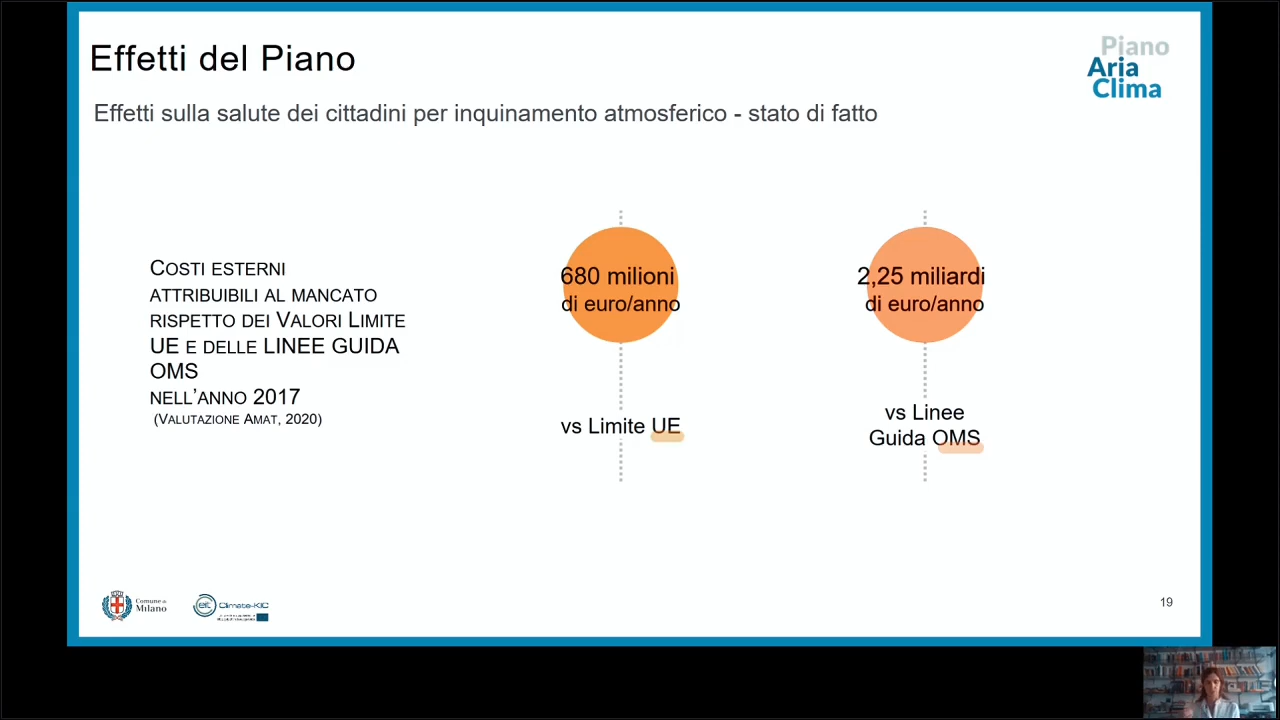 Effetti del Piano
Piano
Aria
Clima
Effetti sulla salute dei cittadini per inquinamento atmosferico - stato di fatto
COSTI ESTERNI
ATTRIBUIBILI AL MANCATO
RISPETTO DEI VALORI LIMITE
UE E DELLE LINEE GUIDA
OMS
NELL’ANNO 2017
(VALUTAZIONE AMAT, 2020)
680 milioni
di euro/anno
vs Limite UE
2,25 miliardi
di euro/anno
vs Linee
Guida OMS
Comune di
Milano
eit Climate-KIC
19